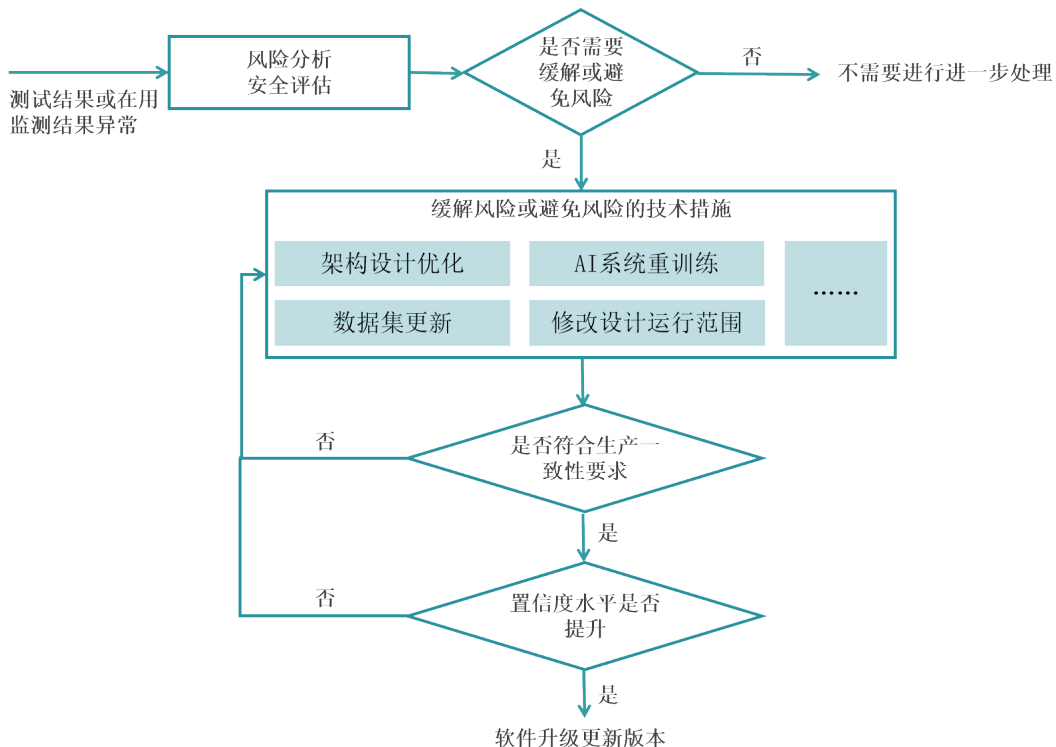 测试结果或在用
监测结果异常
风险分析
安全评估
是否需要
缓解或避
免风险
否
不需要进行进一步处理
是
缓解风险或避免风险的技术措施
架构设计优化
AI系统重训练
……
数据集更新
修改设计运行范围
否
是否符合生产一
致性要求
是
否
置信度水平是否
提升
是
软件升级更新版本